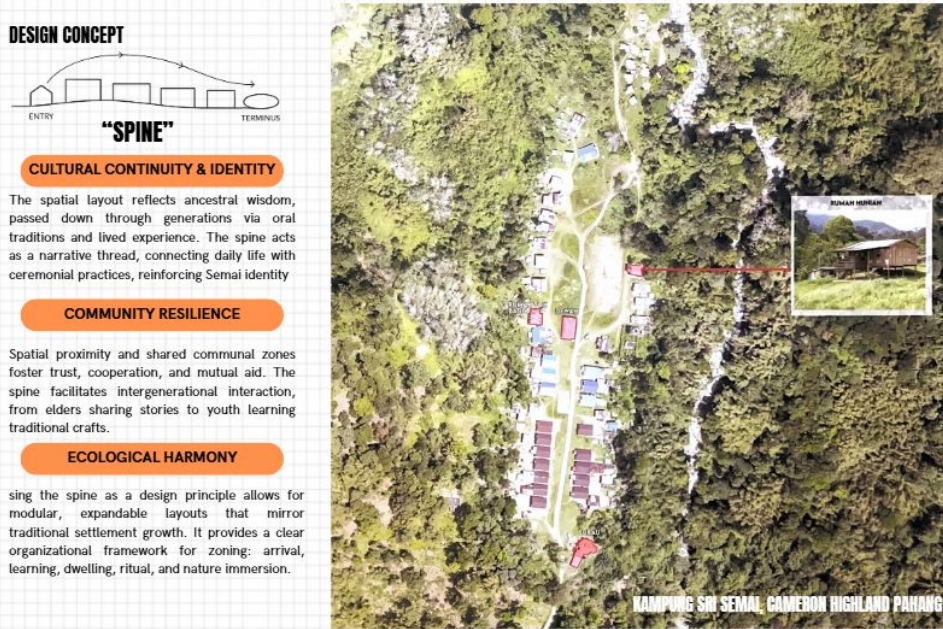 DESIGN CONCEPT
ENTRY
TERMINUS
“SPINE”
CULTURAL CONTINUITY & IDENTITY
The spatial layout reflects ancestral wisdom,
passed down through generations via oral
traditions and lived experience. The spine acts
as a narrative thread, connecting daily life with
ceremonial practices, reinforcing Semai identity
COMMUNITY RESILIENCE
Spatial proximity and shared communal zones
foster trust, cooperation, and mutual aid. The
spine facilitates intergenerational interaction,
from elders sharing stories to youth learning
traditional crafts.
ECOLOGICAL HARMONY
sing the spine as a design principle allows for
modular, expandable layouts that mirror
traditional settlement growth. It provides a clear
organizational framework for zoning: arrival,
learning, dwelling, ritual, and nature immersion.
RUMAH HUNIAN
KAMPUNG SRI SEMAI, CAMERON HIGHLAND PAHANG